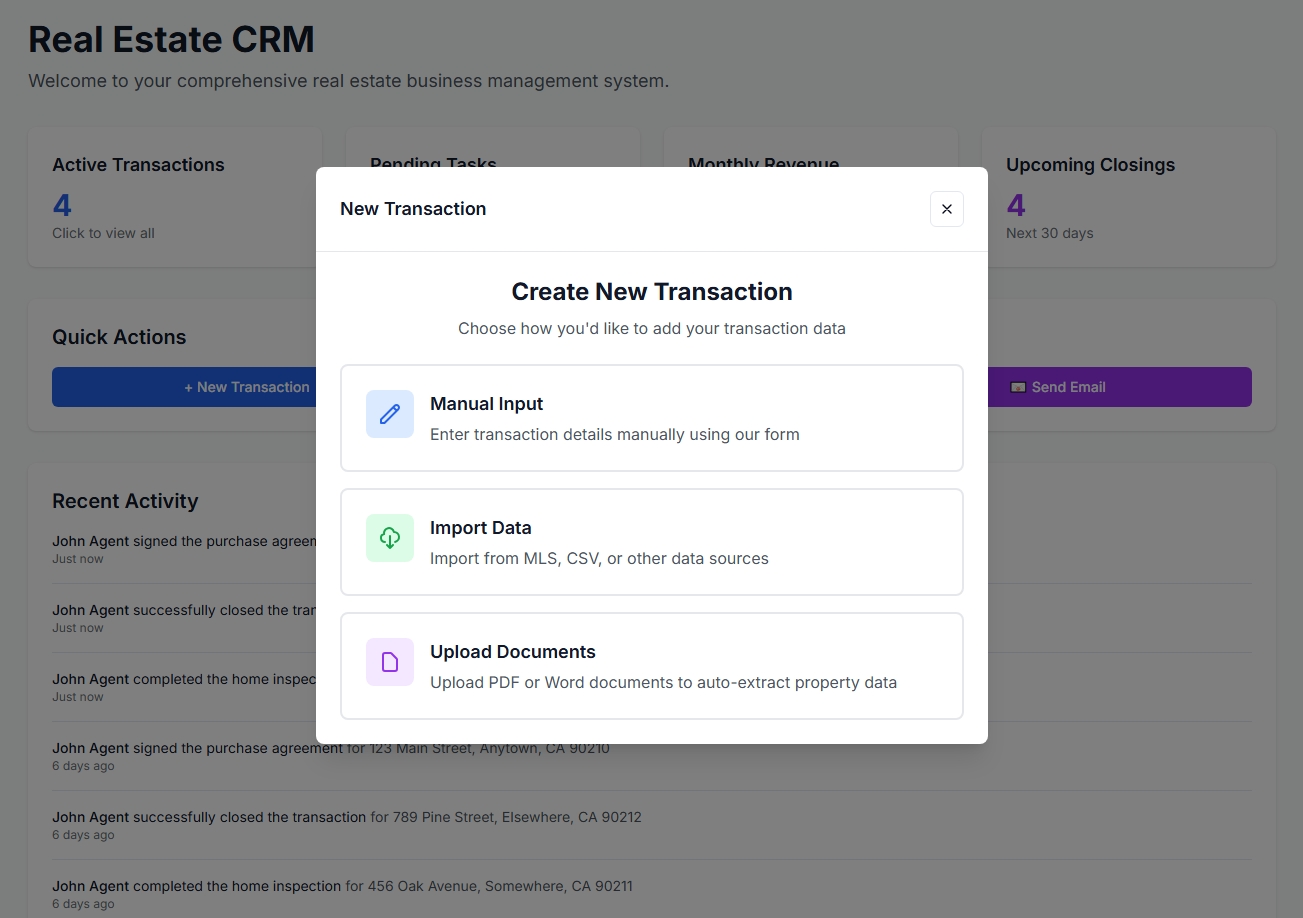 Real Estate CRM
Welcome to your comprehensive real estate business management system.
Active Transactions
Pending Tasks
Monthly Revenue
Upcoming Closings
4
Click to view all
4
Next 30 days
New Transaction
Create New Transaction
Choose how you'd like to add your transaction data
Manual Input
Enter transaction details manually using our form
Import Data
Import from MLS, CSV, or other data sources
Upload Documents
Upload PDF or Word documents to auto-extract property data
Quick Actions
+ New Transaction
Send Email
Recent Activity
John Agent signed the purchase
Just now
John Agent successfully closed the
Just now
John Agent completed the home
Just now
John Agent signed the purchase agreement for 123 Main Street, Anytown, CA 90210
6 days ago
John Agent successfully closed the transaction for 789 Pine Street, Elsewhere, CA 90212
6 days ago
John Agent completed the home inspection for 456 Oak Avenue, Somewhere, CA 90211
6 days ago